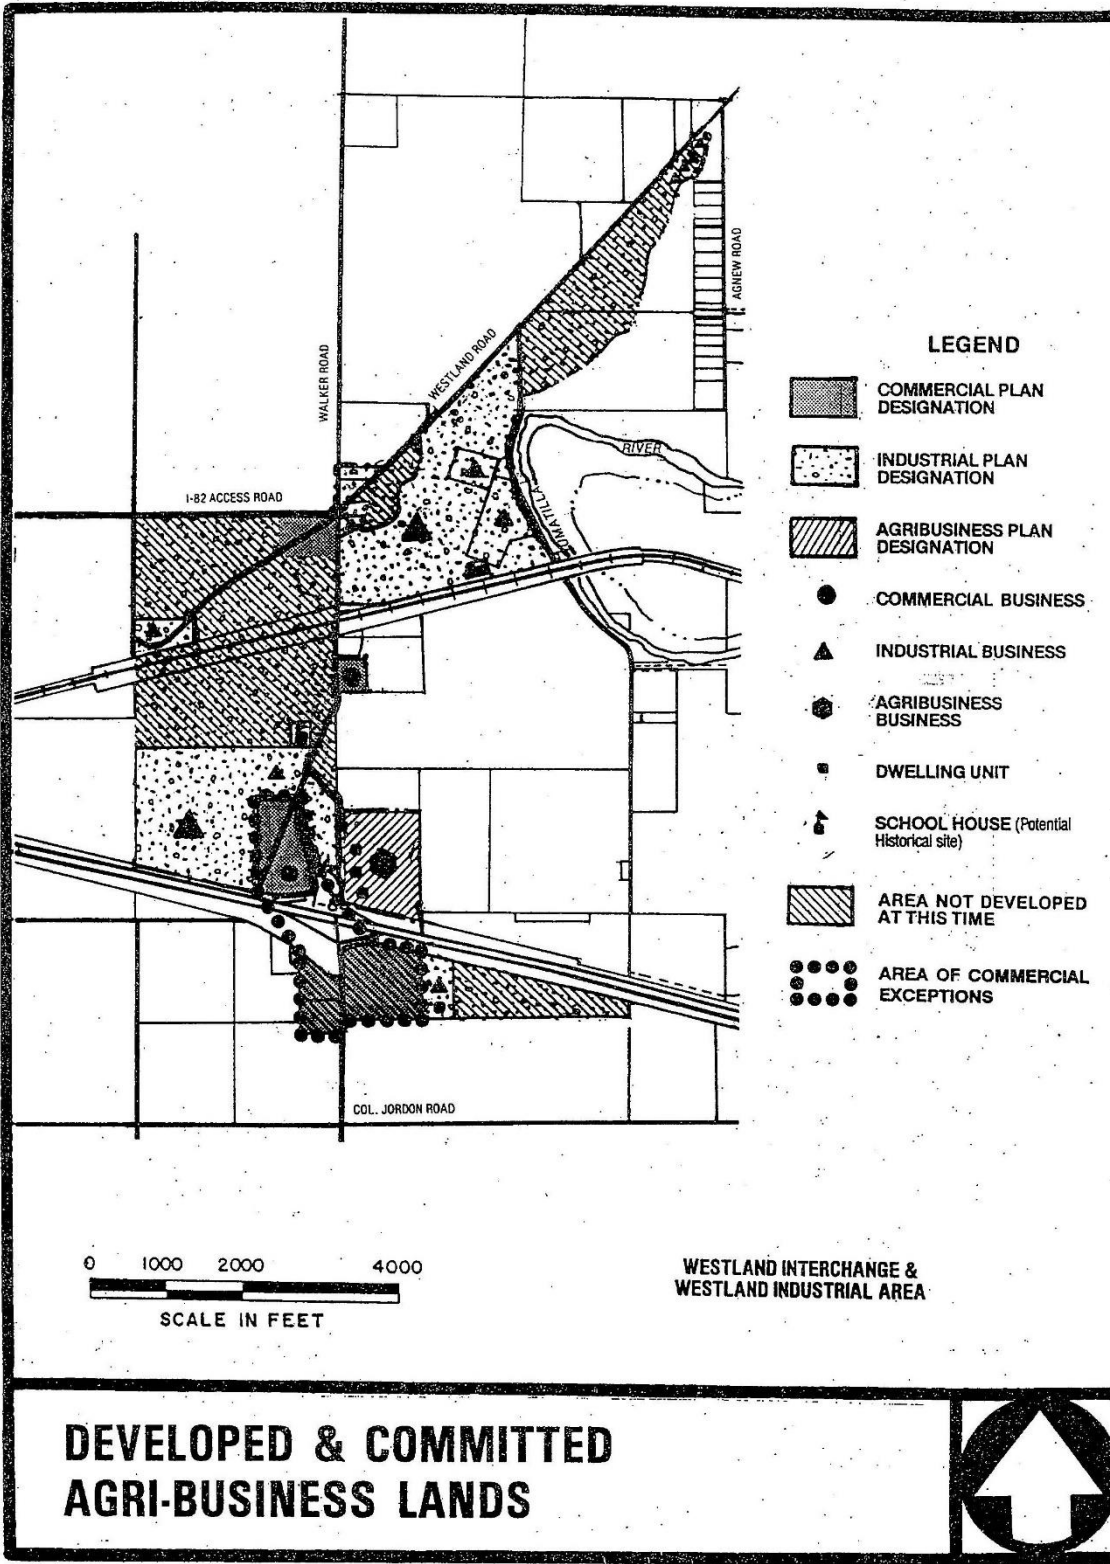 AGNEW ROAD
WESTLAND ROAD
WALKER ROAD
RIVER
UMATILLA
I-82 ACCESS ROAD
COL. JORDON ROAD
LEGEND
COMMERCIAL PLAN
DESIGNATION
INDUSTRIAL PLAN
DESIGNATION
AGRIBUSINESS PLAN
DESIGNATION
COMMERCIAL BUSINESS
INDUSTRIAL BUSINESS
AGRIBUSINESS
BUSINESS
DWELLING UNIT
SCHOOL HOUSE (Potential
Historical site)
AREA NOT DEVELOPED
AT THIS TIME
AREA OF COMMERCIAL
EXCEPTIONS
0 1000 2000 4000
SCALE IN FEET
WESTLAND INTERCHANGE &
WESTLAND INDUSTRIAL AREA
DEVELOPED & COMMITTED
AGRI-BUSINESS LANDS